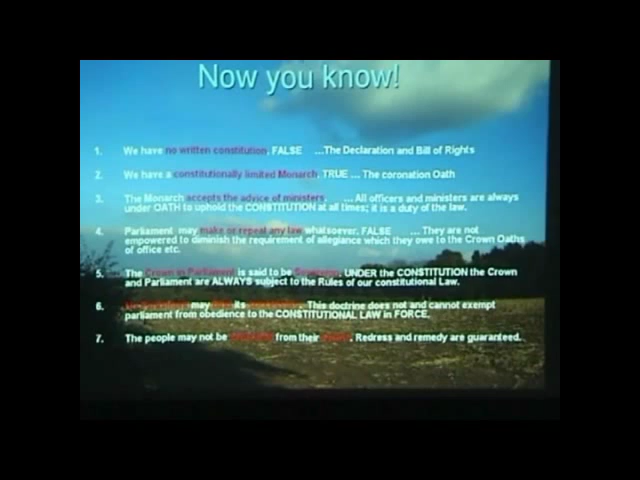 Now you know!
1. We have no written constitution, FALSE ...The Declaration and Bill of Rights
2. We have a constitutionally limited Monarch, TRUE ... The coronation Oath
3. The Monarch accepts the advice of ministers. ... All officers and ministers are always
under OATH to uphold the CONSTITUTION at all times; it is a duty of the law.
4. Parliament may make or repeal any law whatsoever, FALSE ... They are not
empowered to diminish the requirement of allegiance which they owe to the Crown Oaths
of office etc.
5. The Crown in Parliament is said to be UNDER the CONSTITUTION the Crown
and Parliament are ALWAYS subject to the Rules of our constitutional Law.
6. may its This doctrine does not and cannot exempt
parliament from obedience to the CONSTITUTIONAL LAW in FORCE.
7. The people may not be from their Redress and remedy are guaranteed.